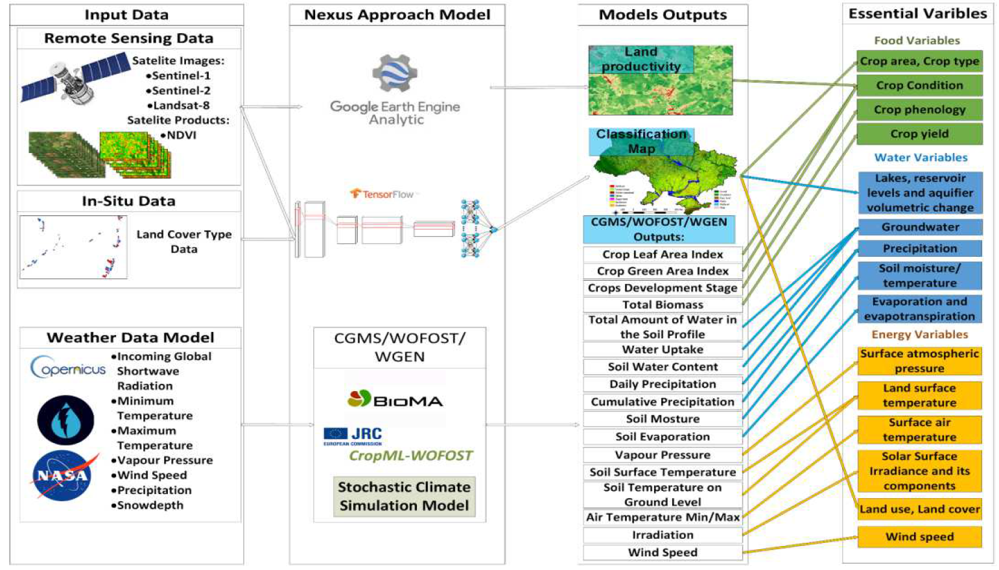 Input Data
Remote Sensing Data
Satelite Images:
•Sentinel-1
•Sentinel-2
•Landsat-8
Satelite Products:
•NDVI
In-Situ Data
Land Cover Type
Data
Weather Data Model
Copernicus
NASA
•Incoming Global
Shortwave
Radiation
•Minimum
Temperature
•Maximum
Temperature
•Vapour Pressure
•Wind Speed
•Precipitation
•Snowdepth
Nexus Approach Model
Google Earth Engine
Analytic
TensorFlow
CGMS/WOFOST/
WGEN
BioMA
JRC
EUROPEAN COMMISSION
CropML-WOFOST
Stochastic Climate
Simulation Model
Models Outputs
Land
productivity
Classification
Map
CGMS/WOFOST/WGEN
Outputs:
Crop Leaf Area Index
Crop Green Area Index
Crops Development Stage
Total Biomass
Total Amount of Water in
the Soil Profile
Water Uptake
Soil Water Content
Daily Precipitation
Cumulative Precipitation
Soil Mosture
Soil Evaporation
Vapour Pressure
Soil Surface Temperature
Soil Temperature on
Ground Level
Air Temperature Min/Max
Irradiation
Wind Speed
Essential Varibles
Food Variables
Crop area, Crop type
Crop Condition
Crop phenology
Crop yield
Water Variables
Lakes, reservoir
levels and aquifier
volumetric change
Groundwater
Precipitation
Soil moisture/
temperature
Evaporation and
evapotranspiration
Energy Variables
Surface atmospheric
pressure
Land surface
temperature
Surface air
temperature
Solar Surface
Irradiance and its
components
Land use, Land cover
Wind speed